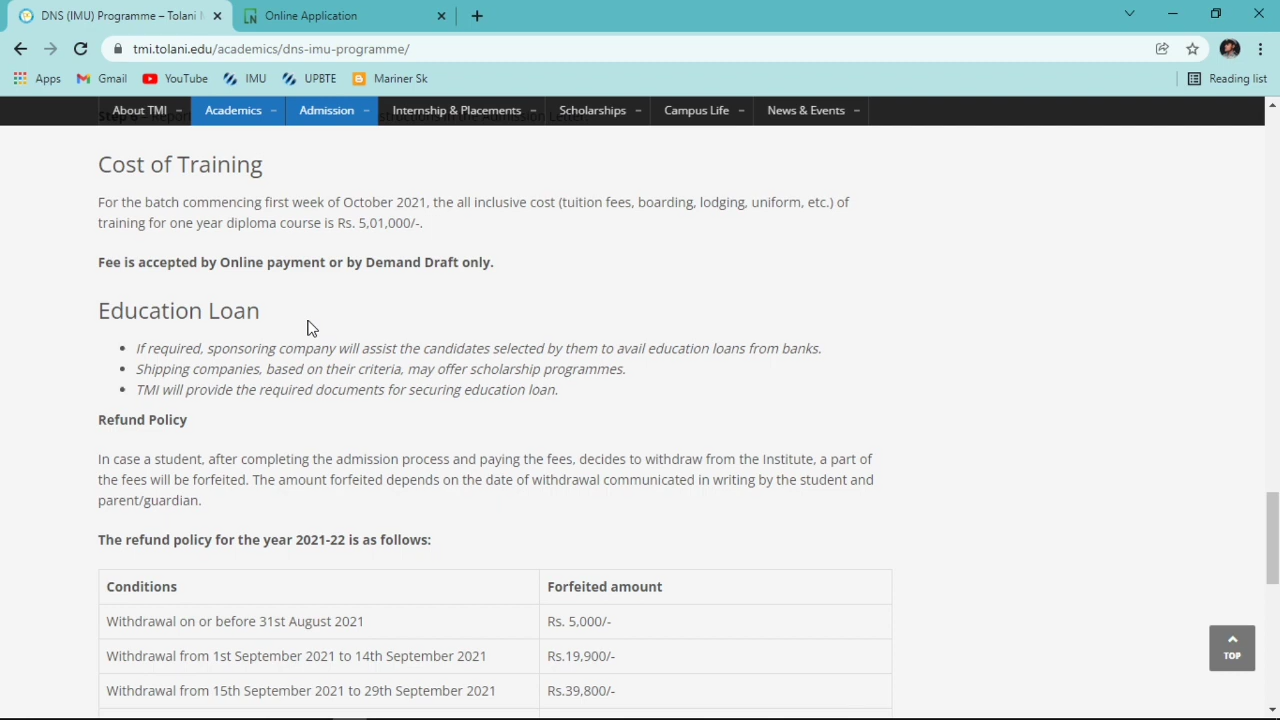 DNS (IMU) Programme – Tolani
Online Application
tmi.tolani.edu/academics/dns-imu-programme/
Apps Gmail YouTube IMU UPBTE Mariner Sk Reading list
About TMI – Academics – Admission – Internship & Placements – Scholarships – Campus Life – News & Events –
Cost of Training
For the batch commencing first week of October 2021, the all inclusive cost (tuition fees, boarding, lodging, uniform, etc.) of
training for one year diploma course is Rs. 5,01,000/-.
Fee is accepted by Online payment or by Demand Draft only.
Education Loan
• If required, sponsoring company will assist the candidates selected by them to avail education loans from banks.
• Shipping companies, based on their criteria, may offer scholarship programmes.
• TMI will provide the required documents for securing education loan.
Refund Policy
In case a student, after completing the admission process and paying the fees, decides to withdraw from the Institute, a part of
the fees will be forfeited. The amount forfeited depends on the date of withdrawal communicated in writing by the student and
parent/guardian.
The refund policy for the year 2021-22 is as follows:
Conditions Forfeited amount
Withdrawal on or before 31st August 2021 Rs. 5,000/-
Withdrawal from 1st September 2021 to 14th September 2021 Rs.19,900/-
Withdrawal from 15th September 2021 to 29th September 2021 Rs.39,800/-
TOP